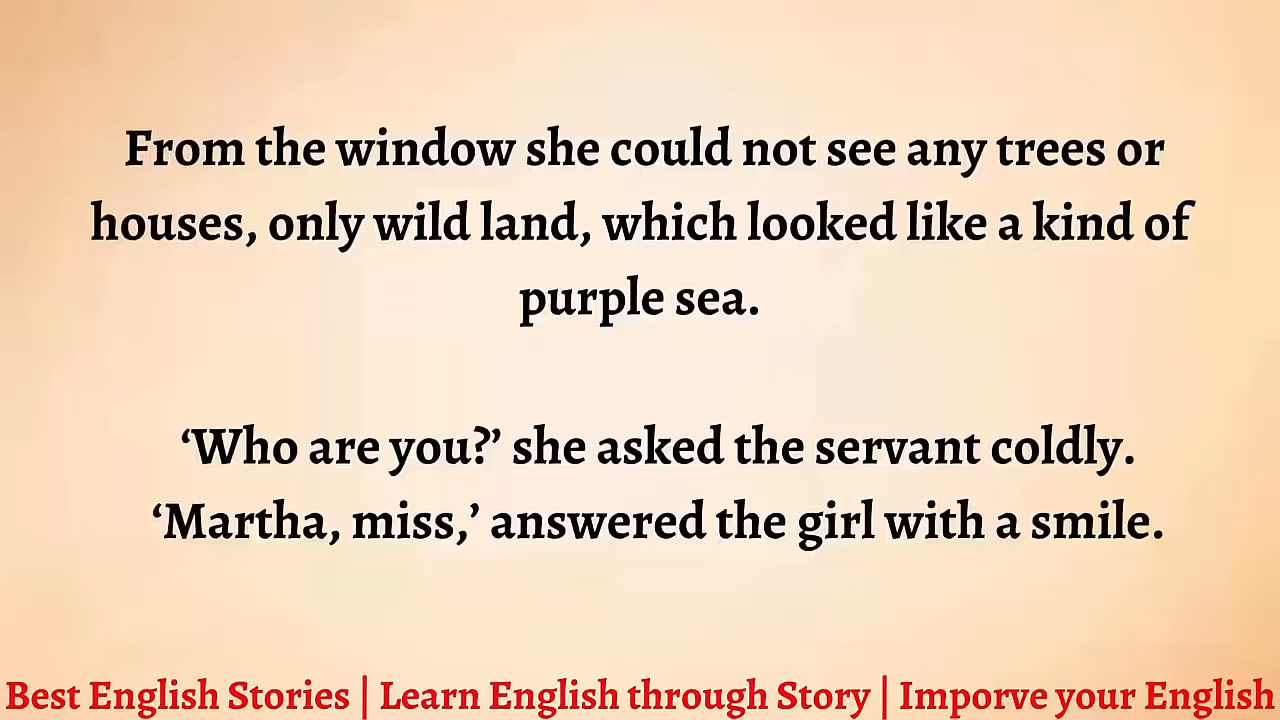 From the window she could not see any trees or
houses, only wild land, which looked like a kind of
purple sea.
‘Who are you?’ she asked the servant coldly.
‘Martha, miss,’ answered the girl with a smile.
Best English Stories | Learn English through Story | Imporve your English